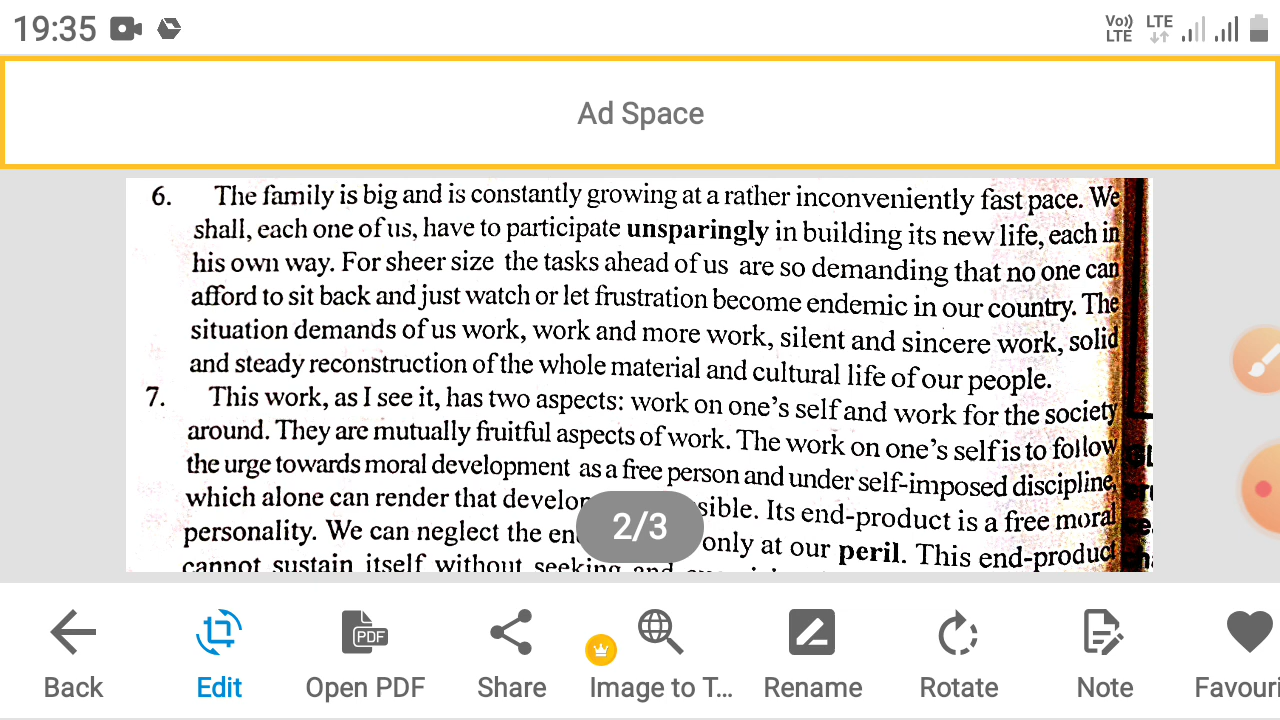 19:35
Vo)) LTE LTE
Ad Space
6. The family is big and is constantly growing at a rather inconveniently fast pace. We
shall, each one of us, have to participate unsparingly in building its new life, each in
his own way. For sheer size the tasks ahead of us are so demanding that no one can
afford to sit back and just watch or let frustration become endemic in our country. The
situation demands of us work, work and more work, silent and sincere work, solid
and steady reconstruction of the whole material and cultural life of our people.
7. This work, as I see it, has two aspects: work on one's self and work for the society
around. They are mutually fruitful aspects of work. The work on one's self is to follow
the urge towards moral development as a free person and under self-imposed discipline,
which alone can render that develop sible. Its end-product is a free moral
personality. We can neglect the en only at our peril. This end-product
cannot sustain itself without seeking and
2/3
Back
Edit
PDF
Open PDF
Share
Image to T...
Rename
Rotate
Note
Favouri